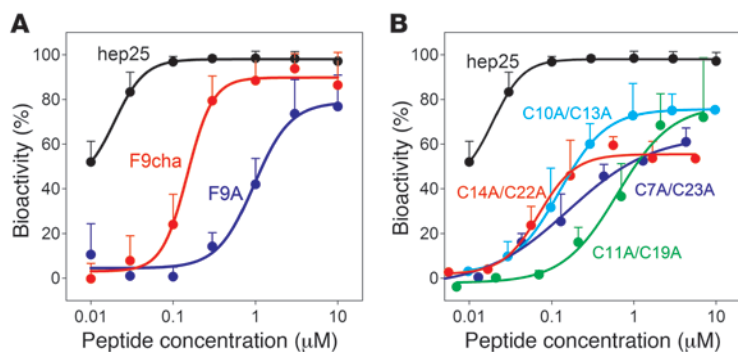 A
hep25
F9cha
F9A
Bioactivity (%)
100
80
60
40
20
0
0.01
0.1
1
10
Peptide concentration (μM)
B
hep25
C10A/C13A
C14A/C22A
C7A/C23A
C11A/C19A
Bioactivity (%)
100
80
60
40
20
0
0.01
0.1
1
10
Peptide concentration (μM)